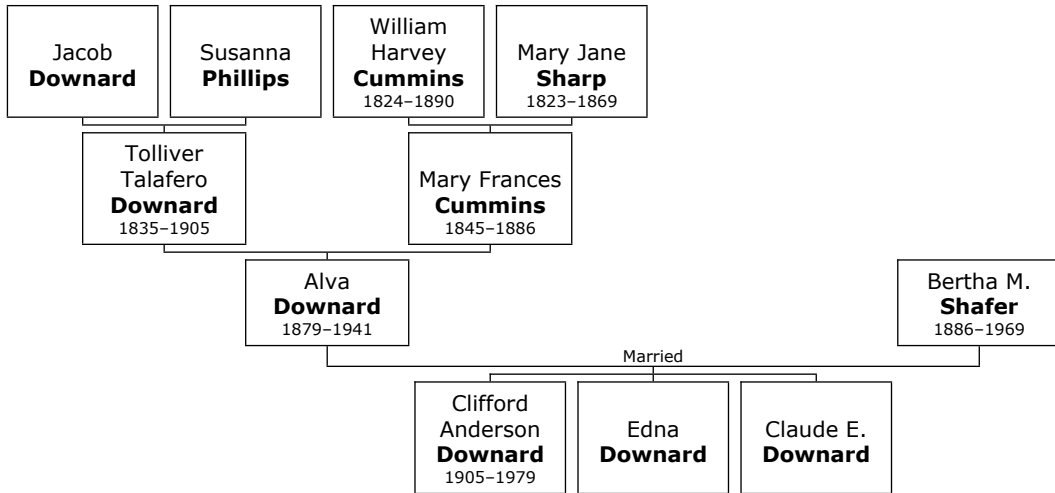 Jacob
Downard
Susanna
Phillips
William
Harvey
Cummins
1824–1890
Mary Jane
Sharp
1823–1869
Tolliver
Talafero
Downard
1835–1905
Mary Frances
Cummins
1845–1886
Alva
Downard
1879–1941
Bertha M.
Shafer
1886–1969
Married
Clifford
Anderson
Downard
1905–1979
Edna
Downard
Claude E.
Downard